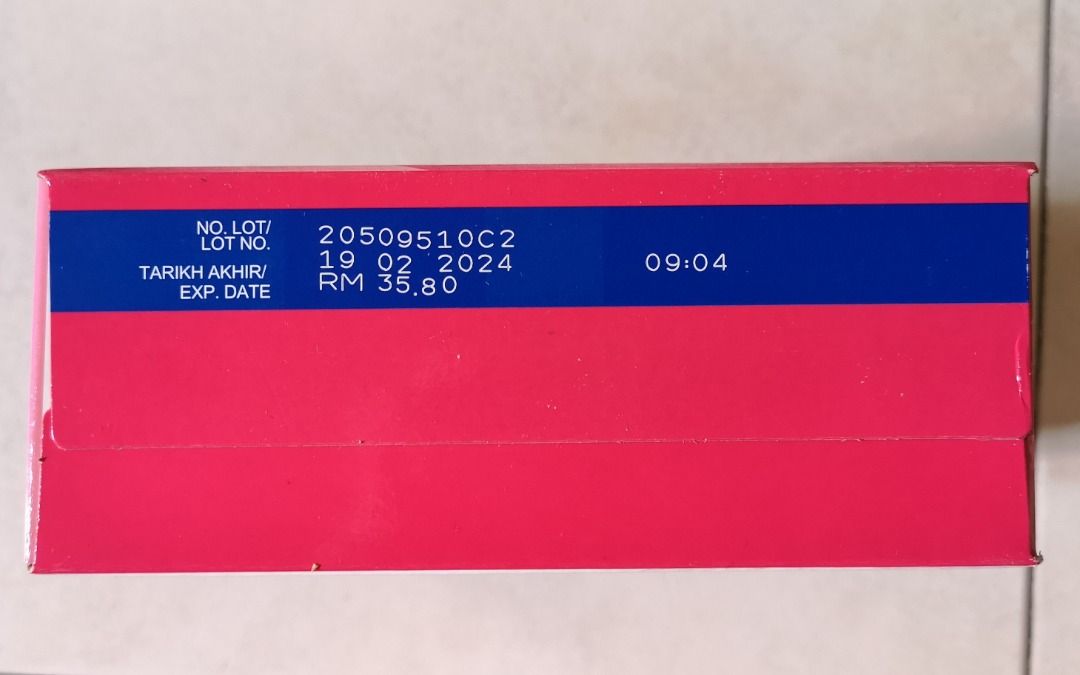 NO. LOT/
LOT NO.
20509510C2
TARIKH AKHIR/
EXP. DATE
19 02 2024
09:04
RM 35.80